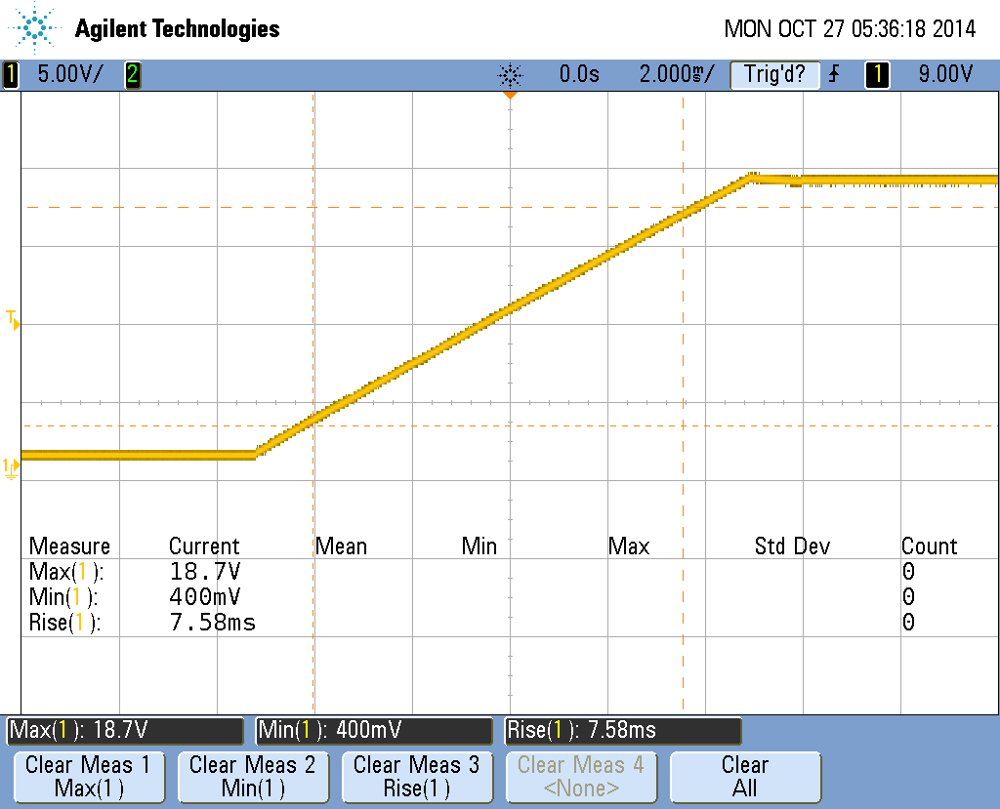 Agilent Technologies
MON OCT 27 05:36:18 2014
1 5.00V/ 2 0.0s 2.000ms/ Trig'd? 1 9.00V
T
1
Measure Current Mean Min Max Std Dev Count
Max(1): 18.7V 0
Min(1): 400mV 0
Rise(1): 7.58ms 0
Max(1): 18.7V Min(1): 400mV Rise(1): 7.58ms
Clear Meas 1 Clear Meas 2 Clear Meas 3 Clear Meas 4 Clear
Max(1) Min(1) Rise(1) <None> All